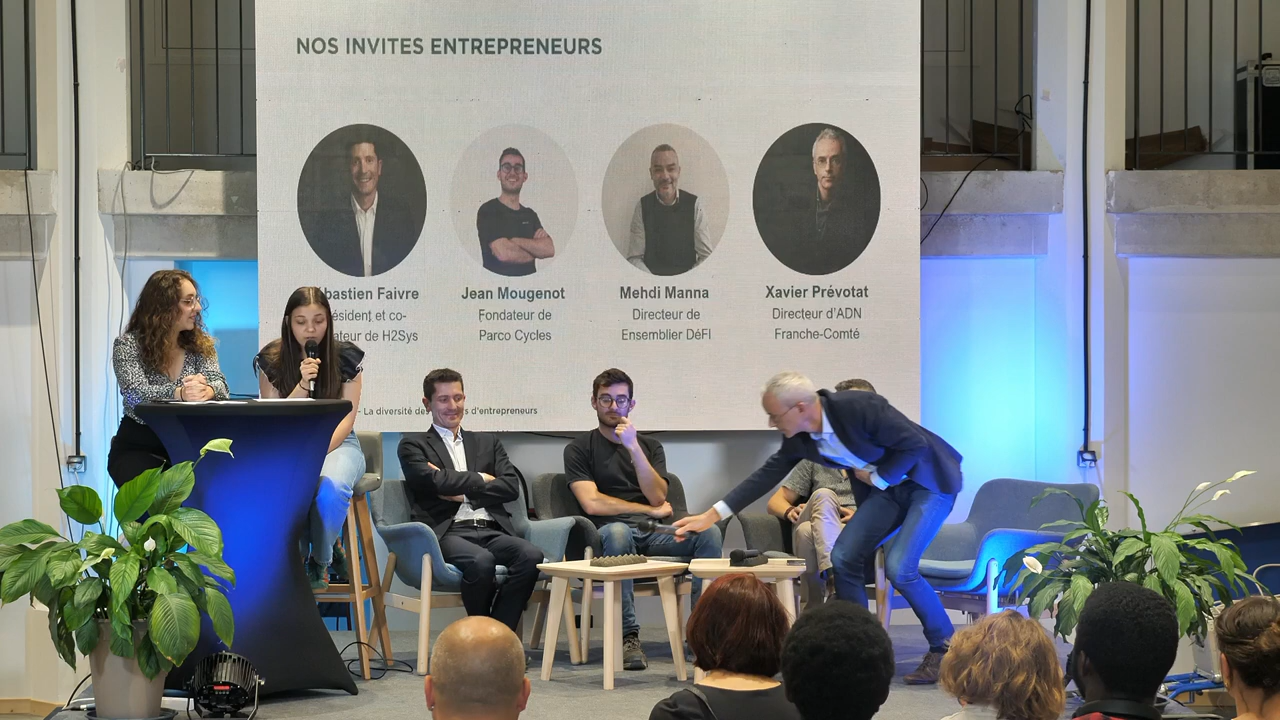 NOS INVITES ENTREPRENEURS
bastien Faivre
Jean Mougenot
Mehdi Manna
Xavier Prévotat
ésident et co-
Fondateur de
Directeur de
Directeur d'ADN
ateur de H2Sys
Parco Cycles
Ensemblier DéFI
Franche-Comté
- La diversité des s d'entrepreneurs